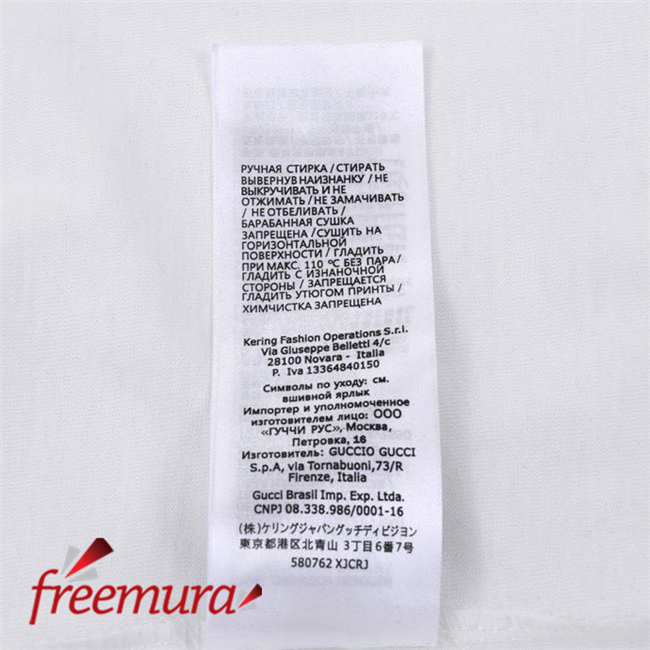 РУЧНАЯ СТИРКА / СТИРАТЬ
ВЫВЕРНУВ НАИЗНАНКУ / НЕ
ВЫКРУЧИВАТЬ И НЕ
ОТЖИМАТЬ / НЕ ЗАМАЧИВАТЬ
/ НЕ ОТБЕЛИВАТЬ /
БАРАБАННАЯ СУШКА
ЗАПРЕЩЕНА / СУШИТЬ НА
ГОРИЗОНТАЛЬНОЙ
ПОВЕРХНОСТИ / ГЛАДИТЬ
ПРИ МАКС. 110 ºC БЕЗ ПАРА /
ГЛАДИТЬ С ИЗНАНОЧНОЙ
СТОРОНЫ / ЗАПРЕЩАЕТСЯ
ГЛАДИТЬ УТЮГОМ ПРИНТЫ /
ХИМЧИСТКА ЗАПРЕЩЕНА
Kering Fashion Operations S.r.l.
Via Giuseppe Belletti 4/c
28100 Novara - Italia
P. Iva 13364840150
Символы по уходу: см.
вшивной ярлык
Импортер и уполномоченное
изготовителем лицо: ООО
«ГУЧЧИ РУС», Москва,
Петровка, 16
Изготовитель: GUCCIO GUCCI
S.p.A, via Tornabuoni,73/R
Firenze, Italia
Gucci Brasil Imp. Exp. Ltda.
CNPJ 08.338.986/0001-16
(株)ケリングジャパングッチディビジョン
東京都港区北青山 3丁目6番7号
580762 XJCRJ
freemura